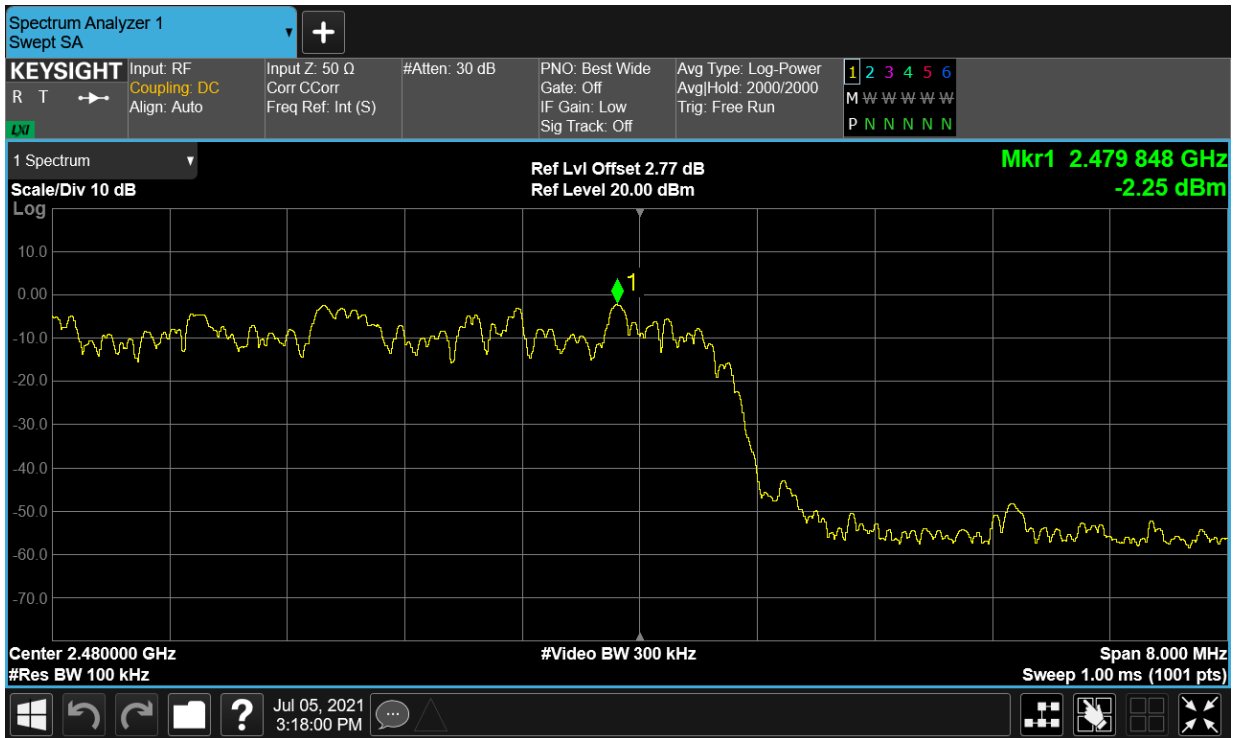 Spectrum Analyzer 1
Swept SA
▼
+
KEYSIGHT
R T
LXI
Input: RF
Coupling: DC
Align: Auto
Input Z: 50 Ω
Corr CCorr
Freq Ref: Int (S)
#Atten: 30 dB
PNO: Best Wide
Gate: Off
IF Gain: Low
Sig Track: Off
Avg Type: Log-Power
Avg|Hold: 2000/2000
Trig: Free Run
1 2 3 4 5 6
M W W W W W
P N N N N N
1 Spectrum ▼
Scale/Div 10 dB
Ref Lvl Offset 2.77 dB
Ref Level 20.00 dBm
Mkr1 2.479 848 GHz
-2.25 dBm
Log
10.0
0.00
-10.0
-20.0
-30.0
-40.0
-50.0
-60.0
-70.0
1
Center 2.480000 GHz
#Res BW 100 kHz
#Video BW 300 kHz
Span 8.000 MHz
Sweep 1.00 ms (1001 pts)
?
Jul 05, 2021
3:18:00 PM